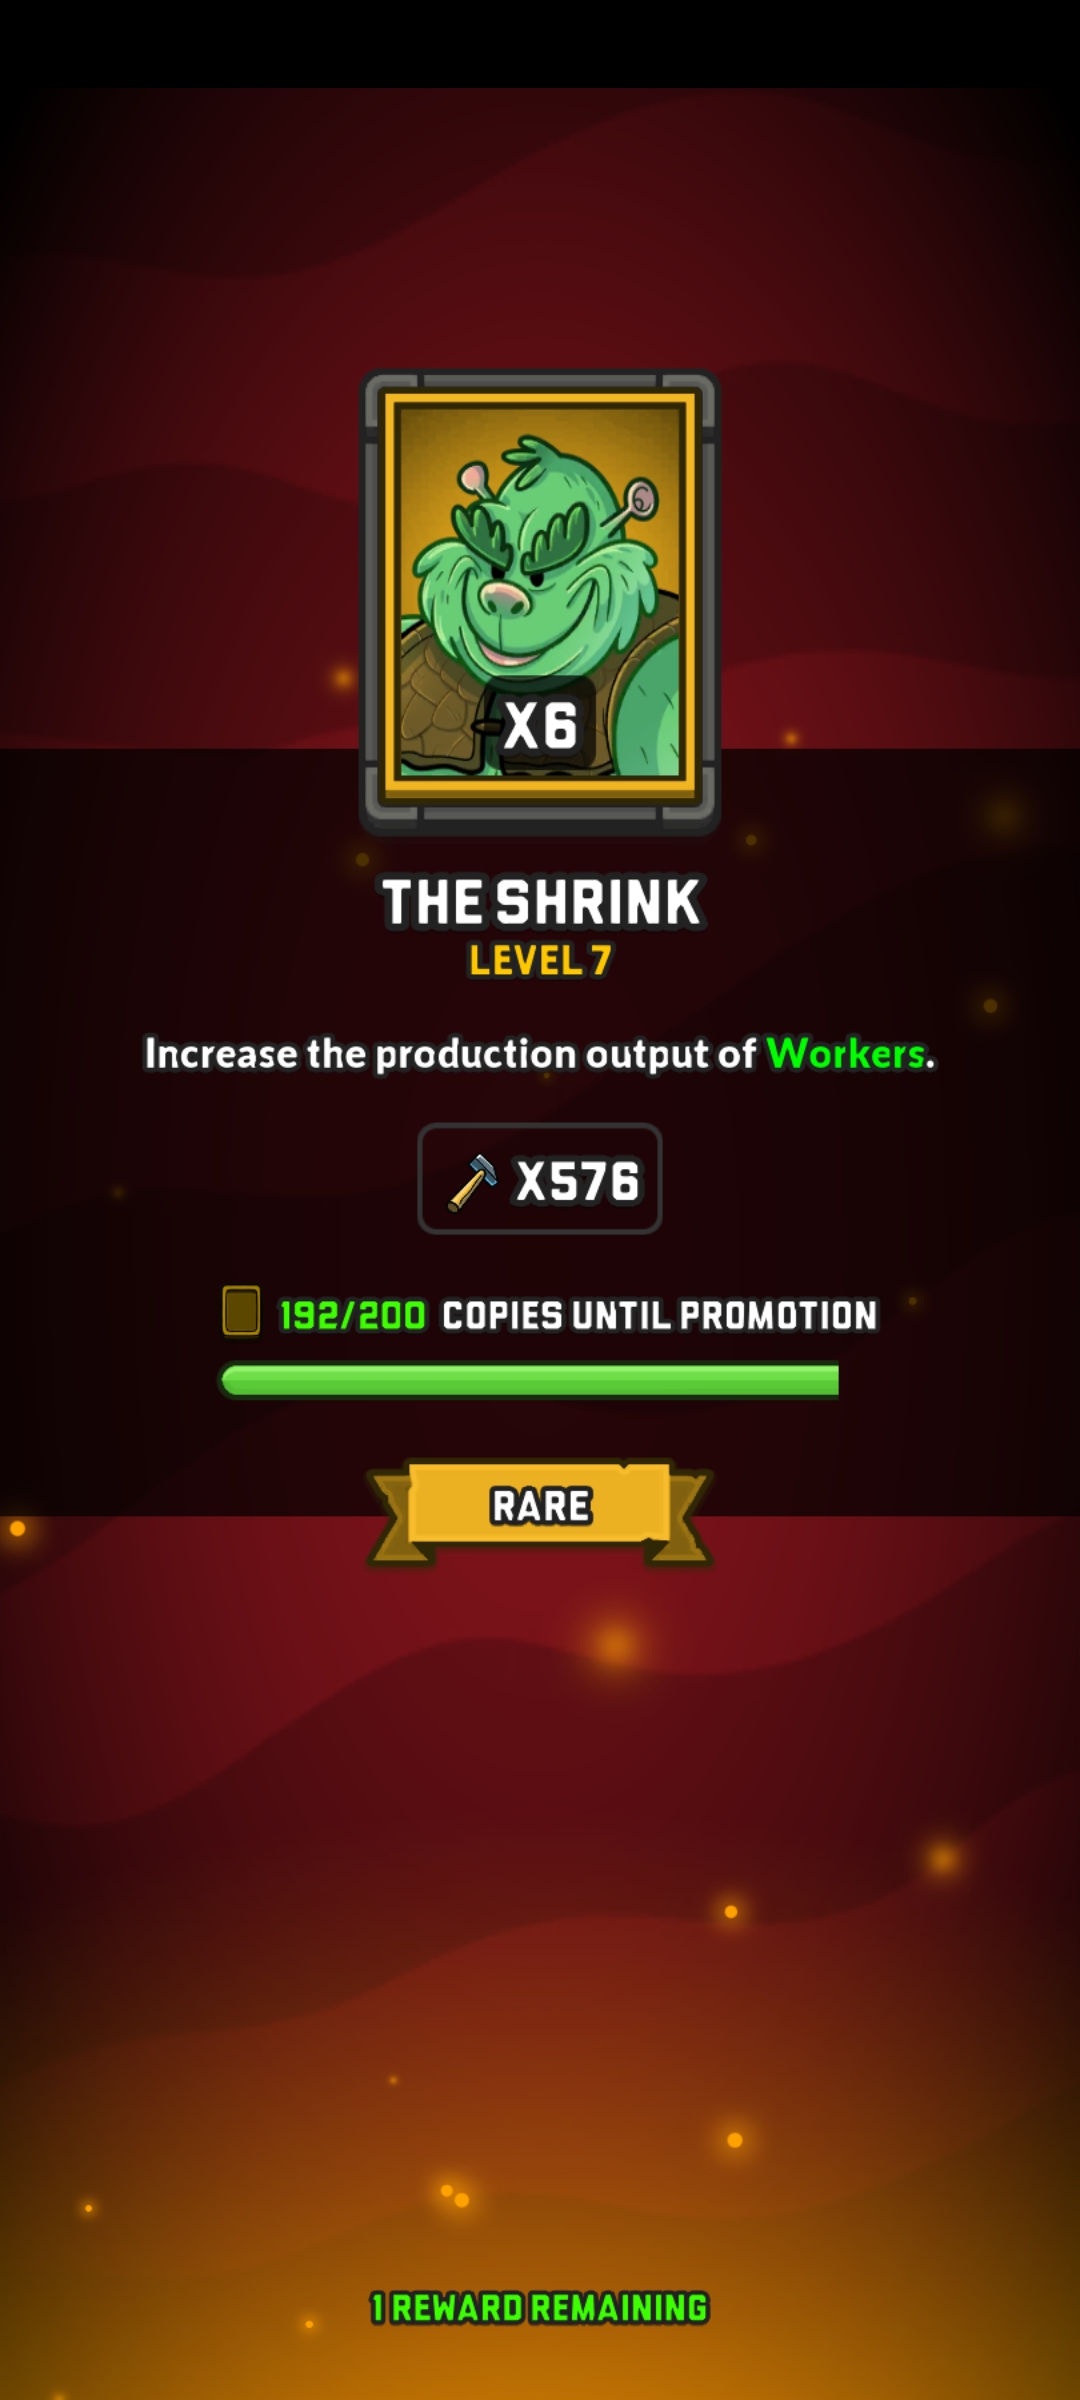 X6
THE SHRINK
LEVEL 7
Increase the production output of Workers.
X576
192/200 COPIES UNTIL PROMOTION
RARE
1 REWARD REMAINING